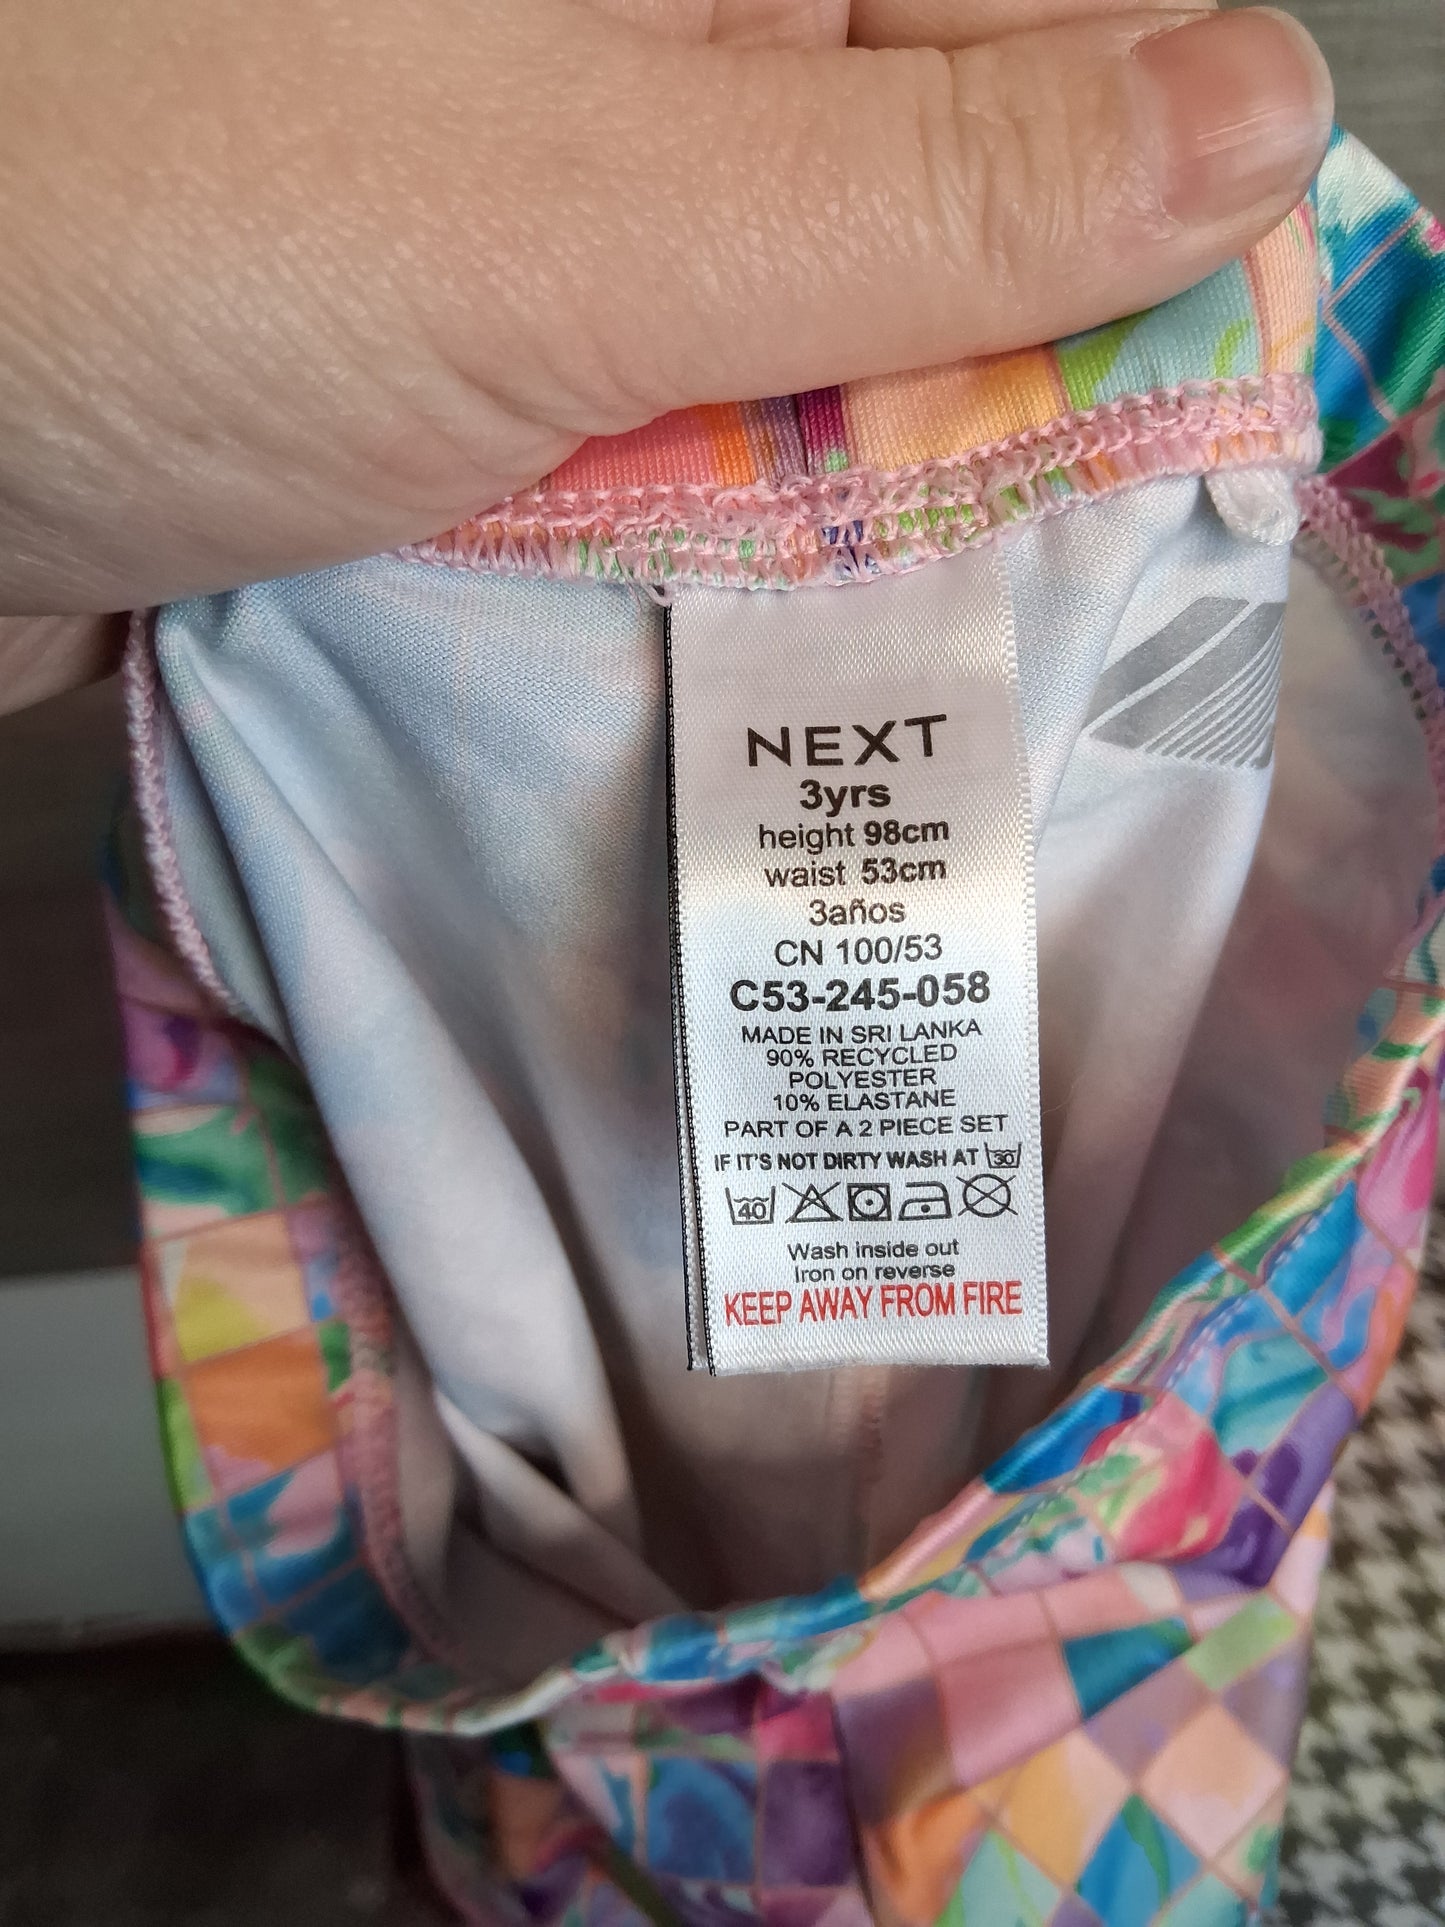 NEXT
3yrs
height 98cm
waist 53cm
3años
CN 100/53
C53-245-058
MADE IN SRI LANKA
90% RECYCLED
POLYESTER
10% ELASTANE
PART OF A 2 PIECE SET
IF IT'S NOT DIRTY WASH AT 30
40
Wash inside out
Iron on reverse
KEEP AWAY FROM FIRE